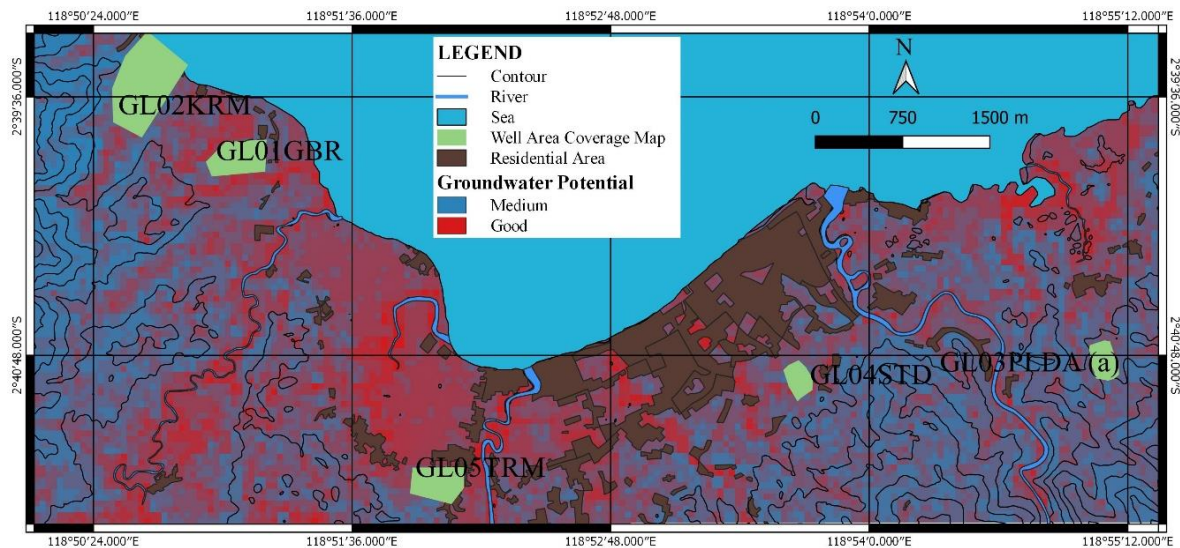 118°50′24.000″E 118°51′36.000″E 118°52′48.000″E 118°54′0.000″E 118°55′12.000″E
LEGEND
Contour
River
Sea
Well Area Coverage Map
Residential Area
Groundwater Potential
Medium
Good
N
0 750 1500 m
2°39′36.000″S
2°39′36.000″S
GL02KRM
GL01GBR
2°40′48.000″S
2°40′48.000″S
GL03PLDA (a)
GL04STD
GL05TRM
118°50′24.000″E 118°51′36.000″E 118°52′48.000″E 118°54′0.000″E 118°55′12.000″E